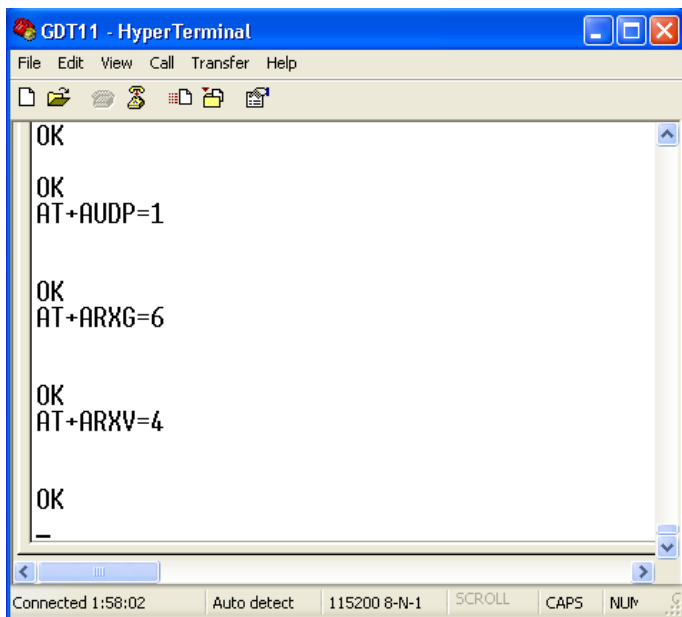 GDT11 - HyperTerminal
File Edit View Call Transfer Help
OK
OK
AT+AUDP=1
OK
AT+ARXG=6
OK
AT+ARXV=4
OK
Connected 1:58:02 Auto detect 115200 8-N-1 SCROLL CAPS NUM